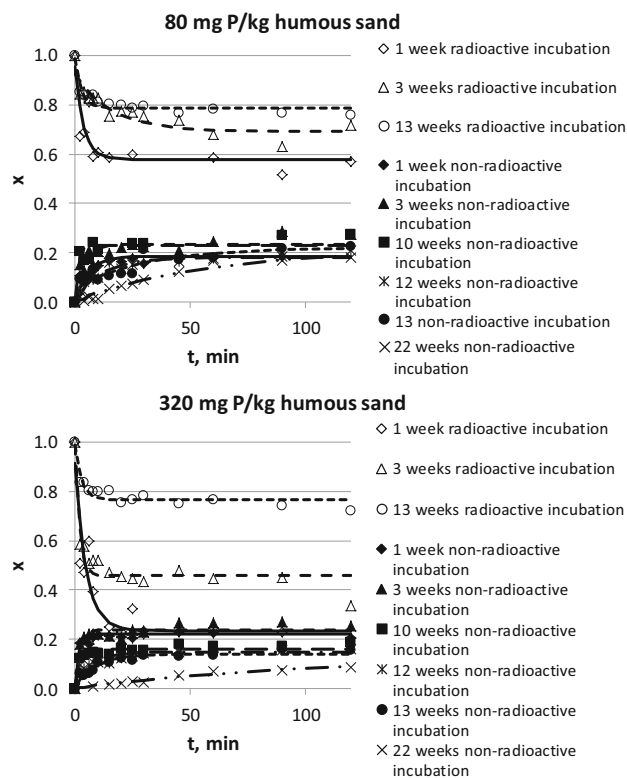 80 mg P/kg humous sand
1.0
0.8
0.6
0.4
0.2
0.0
x
0
50
100
t, min
1 week radioactive incubation
3 weeks radioactive incubation
13 weeks radioactive incubation
1 week non-radioactive
incubation
3 weeks non-radioactive
incubation
10 weeks non-radioactive
incubation
12 weeks non-radioactive
incubation
13 non-radioactive incubation
22 weeks non-radioactive
incubation
320 mg P/kg humous sand
1.0
0.8
0.6
0.4
0.2
0.0
x
0
50
100
t, min
1 week radioactive incubation
3 weeks radioactive incubation
13 weeks radioactive incubation
1 week non-radioactive
incubation
3 weeks non-radioactive
incubation
10 weeks non-radioactive
incubation
12 weeks non-radioactive
incubation
13 weeks non-radioactive
incubation
22 weeks non-radioactive
incubation